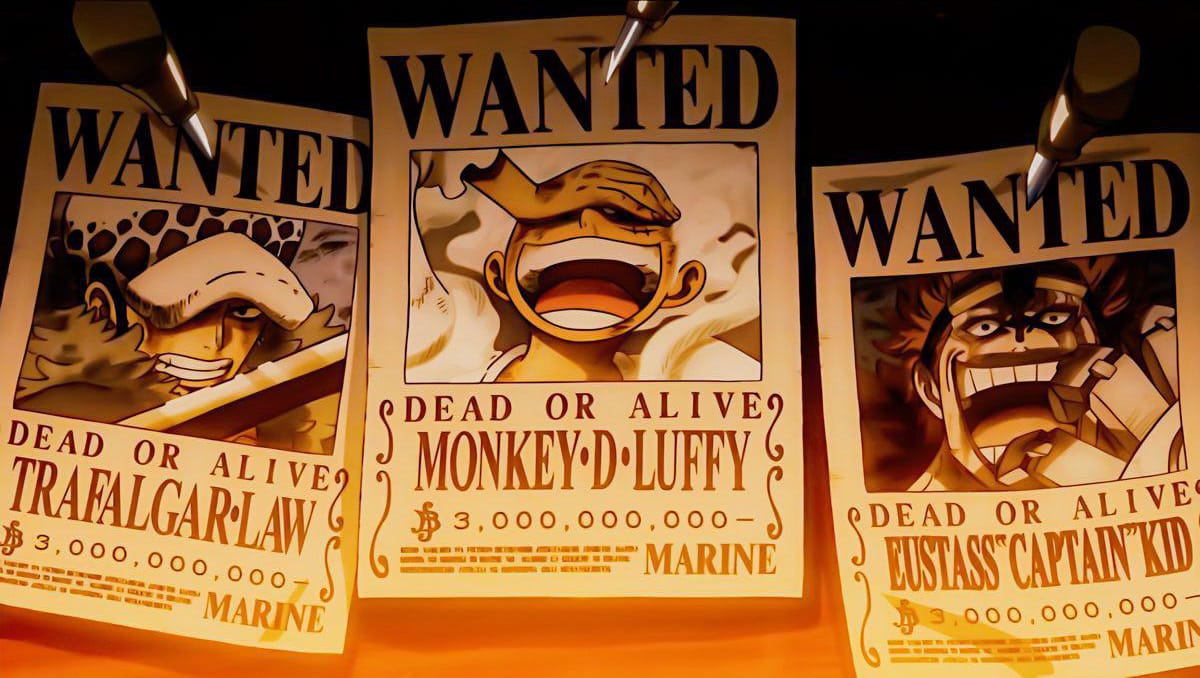 WANTED
DEAD OR ALIVE
TRAFALGAR•LAW
3,000,000,000-
MARINE
WANTED
DEAD OR ALIVE
MONKEY•D•LUFFY
3,000,000,000-
MARINE
WANTED
DEAD OR ALIVE
EUSTASS"CAPTAIN"KID
3,000,000,000-
MARIN